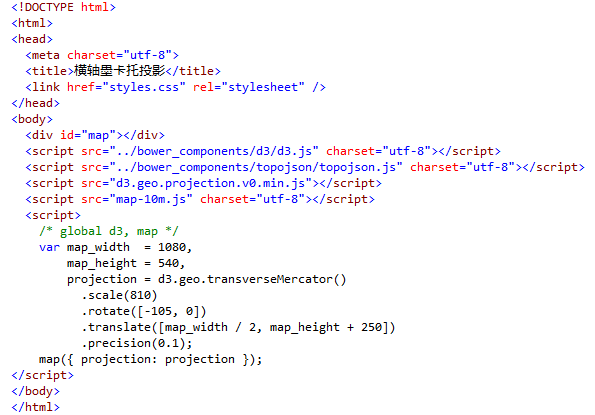 <!DOCTYPE html>
<html>
<head>
  <meta charset="utf-8">
  <title>横轴墨卡托投影</title>
  <link href="styles.css" rel="stylesheet" />
</head>
<body>
  <div id="map"></div>
  <script src="../bower_components/d3/d3.js" charset="utf-8"></script>
  <script src="../bower_components/topojson/topojson.js" charset="utf-8"></script>
  <script src="d3.geo.projection.v0.min.js"></script>
  <script src="map-10m.js" charset="utf-8"></script>
  <script>
    /* global d3, map */
    var map_width  = 1080,
        map_height = 540,
        projection = d3.geo.transverseMercator()
          .scale(810)
          .rotate([-105, 0])
          .translate([map_width / 2, map_height + 250])
          .precision(0.1);
    map({ projection: projection });
</script>
</body>
</html>